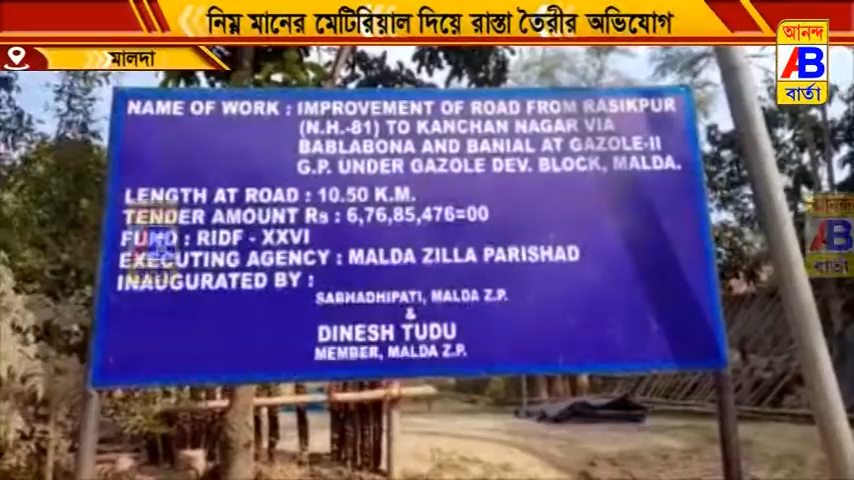 নিম্ন মানের মেটিরিয়াল দিয়ে রাস্তা তৈরীর অভিযোগ
মালদা
আনন্দ
AB
বার্তা
NAME OF WORK : IMPROVEMENT OF ROAD FROM RASIKPUR
(N.H.-81) TO KANCHAN NAGAR VIA
BABLABONA AND BANIAL AT GAZOLE-II
G.P. UNDER GAZOLE DEV. BLOCK, MALDA.
LENGTH AT ROAD : 10.50 K.M.
TENDER AMOUNT Rs : 6,76,85,476=00
FUND : RIDF - XXVI
EXECUTING AGENCY : MALDA ZILLA PARISHAD
INAUGURATED BY :
SABHADHIPATI, MALDA Z.P.
&
DINESH TUDU
MEMBER, MALDA Z.P.
আনন্দ
AB
বার্তা